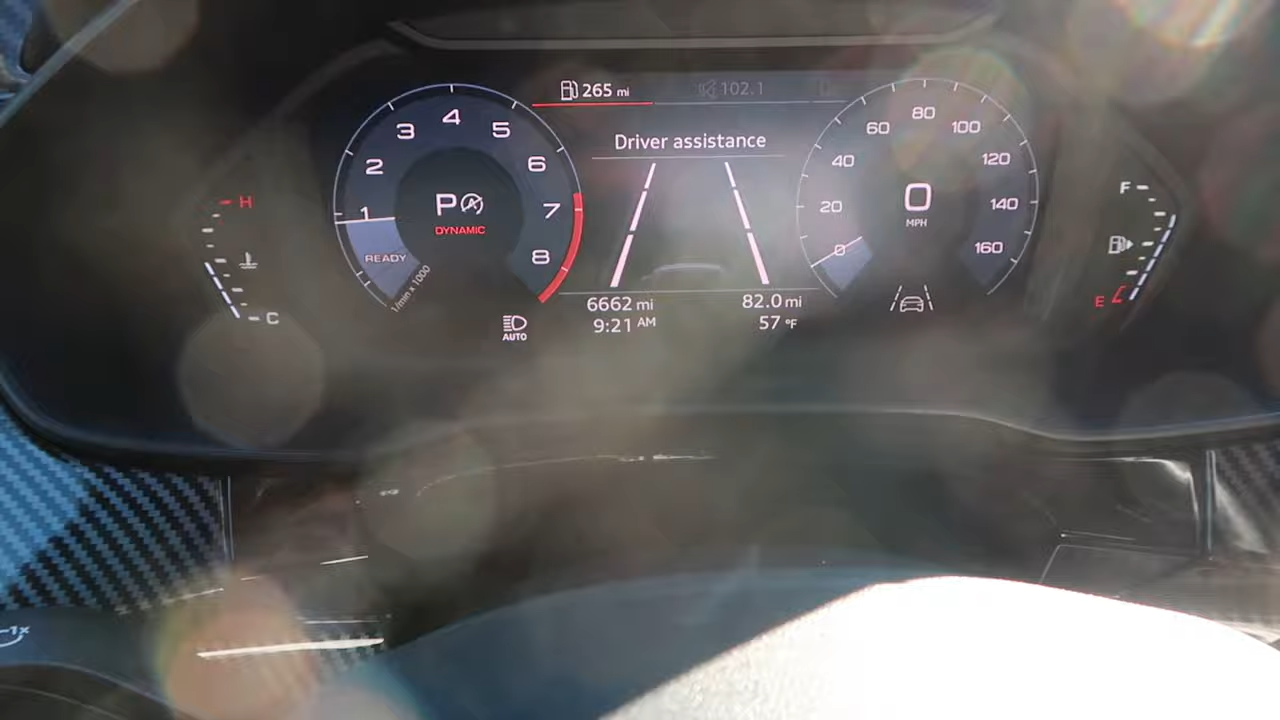 265 mi
102.1
Driver assistance
1 2 3 4 5 6 7 8
P
DYNAMIC
READY
1/min x 1000
0 20 40 60 80 100 120 140 160
0
MPH
H
C
F
E
6662 mi
82.0 mi
9:21 AM
57 °F
AUTO
1x